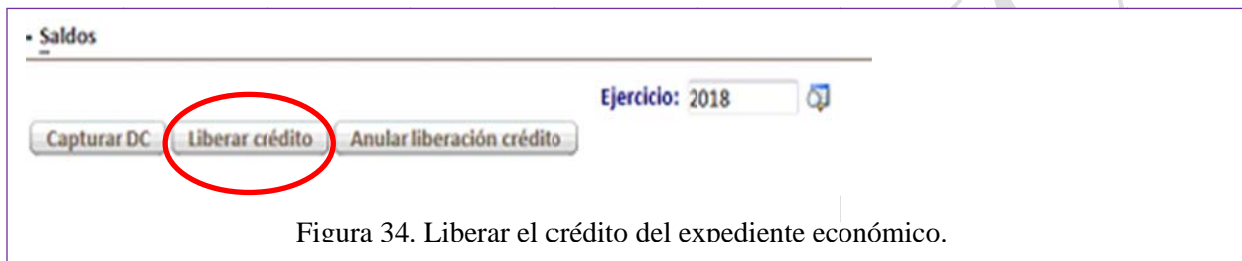 - Saldos
Ejercicio: 2018
Capturar DC Liberar crédito Anular liberación crédito
Figura 34. Liberar el crédito del expediente económico.